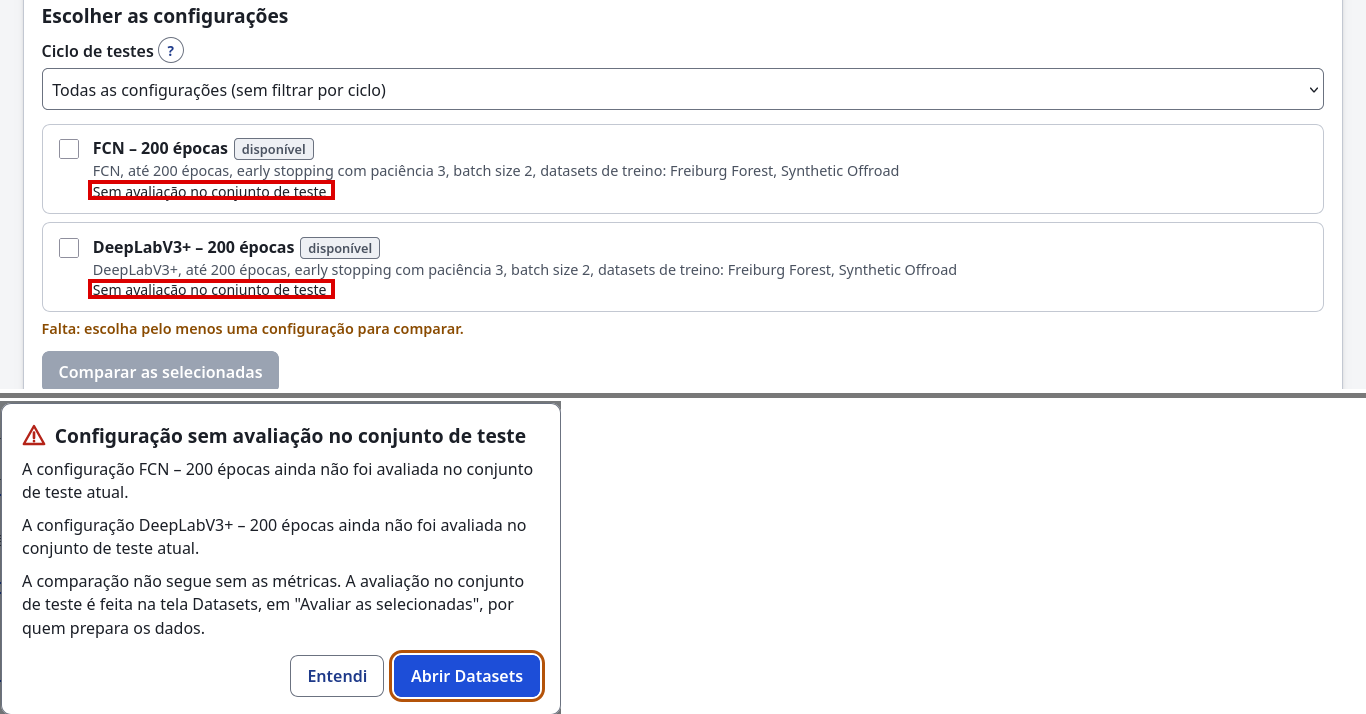 Escolher as configurações
Ciclo de testes ?
Todas as configurações (sem filtrar por ciclo)
FCN – 200 épocas disponível
FCN, até 200 épocas, early stopping com paciência 3, batch size 2, datasets de treino: Freiburg Forest, Synthetic Offroad
Sem avaliação no conjunto de teste
DeepLabV3+ – 200 épocas disponível
DeepLabV3+, até 200 épocas, early stopping com paciência 3, batch size 2, datasets de treino: Freiburg Forest, Synthetic Offroad
Sem avaliação no conjunto de teste
Falta: escolha pelo menos uma configuração para comparar.
Comparar as selecionadas
Configuração sem avaliação no conjunto de teste
A configuração FCN – 200 épocas ainda não foi avaliada no conjunto
de teste atual.
A configuração DeepLabV3+ – 200 épocas ainda não foi avaliada no
conjunto de teste atual.
A comparação não segue sem as métricas. A avaliação no conjunto
de teste é feita na tela Datasets, em "Avaliar as selecionadas", por
quem prepara os dados.
Entendi
Abrir Datasets